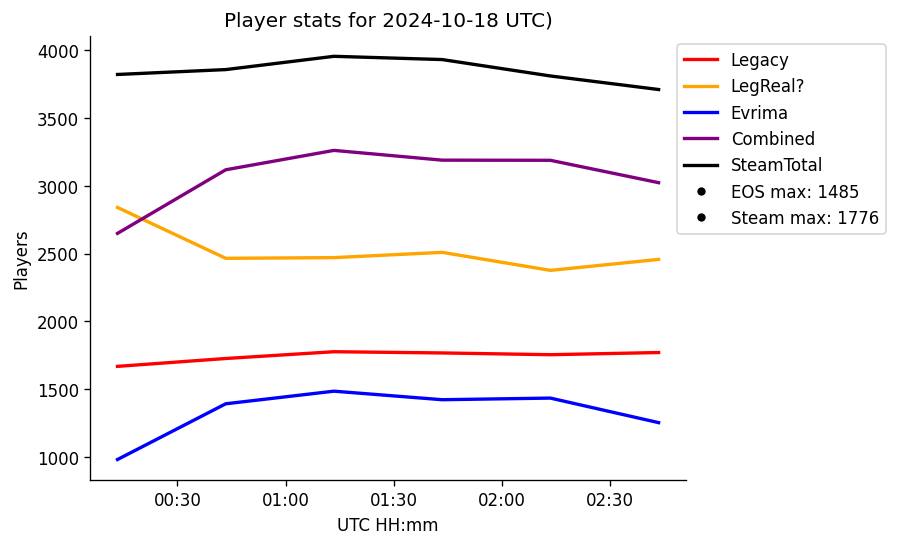 Player stats for 2024-10-18 UTC)
4000
3500
3000
2500
2000
1500
1000
Players
00:30
01:00
01:30
02:00
02:30
UTC HH:mm
Legacy
LegReal?
Evrima
Combined
SteamTotal
EOS max: 1485
Steam max: 1776